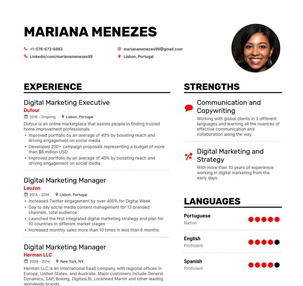 MARIANA MENEZES
+1-576-673-6683
marianamenezes99@gmail.com
Linkedin.com/marianamenezes99
Lisbon, Portugal
EXPERIENCE
Digital Marketing Executive
Dufour
2016 - Ongoing Lisbon, Portugal
Dufour is an online marketplace that assists people in finding trusted
home improvement professionals.
• Improved portfolio by an average of 40% by boosting reach and
driving engagement on social media
• Developed 200+ campaign proposals representing a budget of more
than $6 million USD
• Improved portfolio by an average of 40% by boosting reach and
driving engagement on social media
Digital Marketing Manager
Lauzon
2014 - 2016 Lisbon, Portugal
• Increased Twitter engagement by over 400% for Digital Week
• Day to day social media content management for 13 branded
channels, total audience
• Launched the first integrated digital marketing strategy and plan for
10 countries in different markets
• Increased monthly sales more than 10 times in less than 6 months
Digital Marketing Manager
Herman LLC
2009 - 2014 New York, NY
Herman LLC is an international SaaS company with regional offices in
Europe, United States, and Australia. Major customers include General
Dynamics, SAP, Boeing, Digitas.BI, Lockheed Martin and other leading
worldwide brands.
STRENGTHS
Communication and
Copywriting
Working with global clients in 3 different
languages and learning all the nuances of
effective communication and
collaboration along the way.
Digital Marketing and
Strategy
With more than 10 years of experience
working in digital marketing from the
early days.
LANGUAGES
Portuguese
Native
English
Proficient
Spanish
Proficient